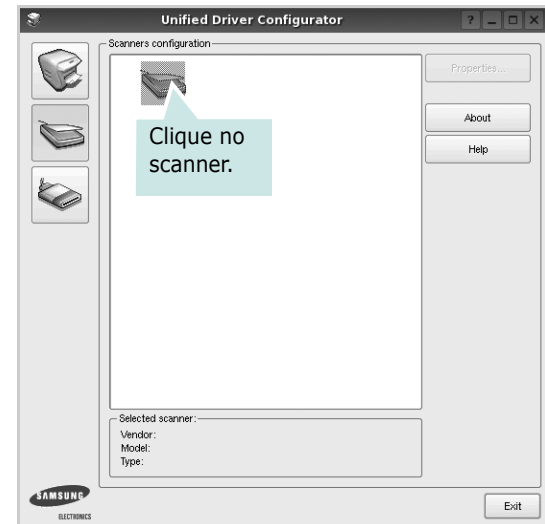 Unified Driver Configurator
Scanners configuration
Properties...
Clique no
scanner.
About
Help
Selected scanner:
Vendor:
Model:
Type:
SAMSUNG
ELECTRONICS
Exit